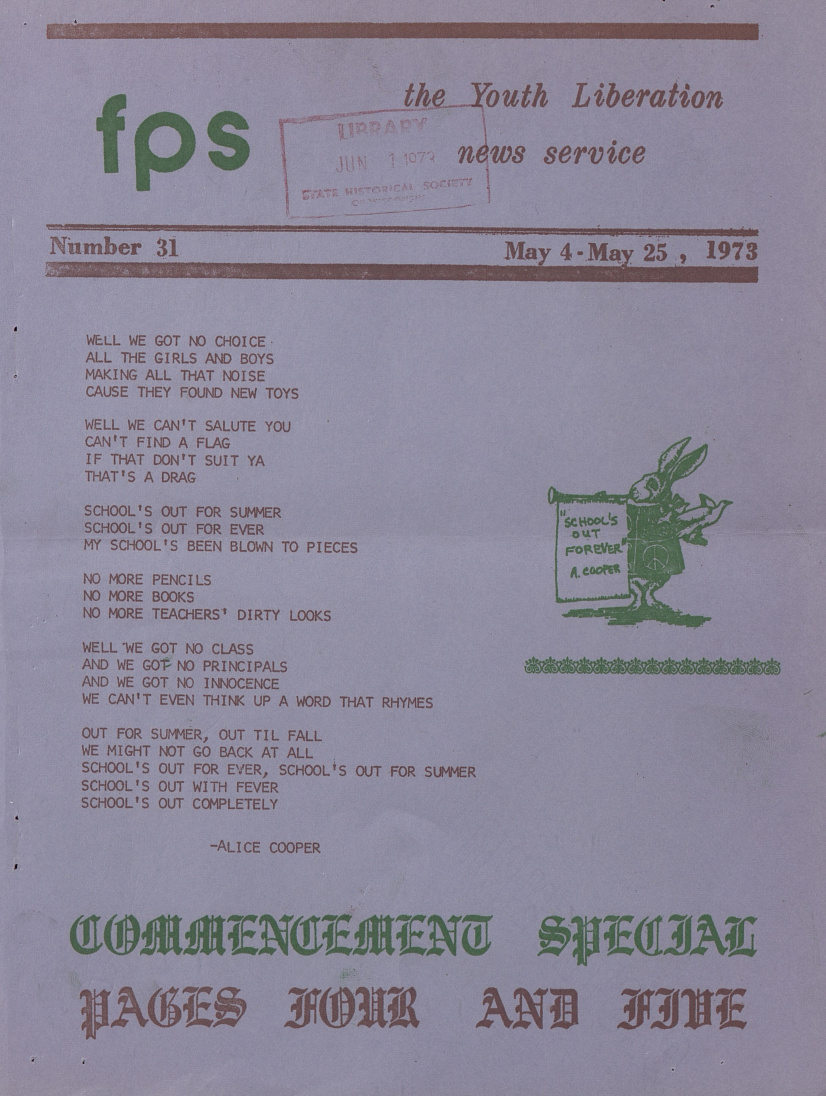 fps
the Youth Liberation
news service
LIBRARY
JUN 1 1973
STATE HISTORICAL SOCIETY
OF WISCONSIN
Number 31
May 4-May 25 , 1973
WELL WE GOT NO CHOICE
ALL THE GIRLS AND BOYS
MAKING ALL THAT NOISE
CAUSE THEY FOUND NEW TOYS
WELL WE CAN'T SALUTE YOU
CAN'T FIND A FLAG
IF THAT DON'T SUIT YA
THAT'S A DRAG
SCHOOL'S OUT FOR SUMMER
SCHOOL'S OUT FOR EVER
MY SCHOOL'S BEEN BLOWN TO PIECES
NO MORE PENCILS
NO MORE BOOKS
NO MORE TEACHERS' DIRTY LOOKS
WELL WE GOT NO CLASS
AND WE GOT NO PRINCIPALS
AND WE GOT NO INNOCENCE
WE CAN'T EVEN THINK UP A WORD THAT RHYMES
OUT FOR SUMMER, OUT TIL FALL
WE MIGHT NOT GO BACK AT ALL
SCHOOL'S OUT FOR EVER, SCHOOL'S OUT FOR SUMMER
SCHOOL'S OUT WITH FEVER
SCHOOL'S OUT COMPLETELY
-ALICE COOPER
"SCHOOL'S
OUT
FOREVER"
A. COOPER
COMMENCEMENT SPECIAL
PAGES FOUR AND FIVE